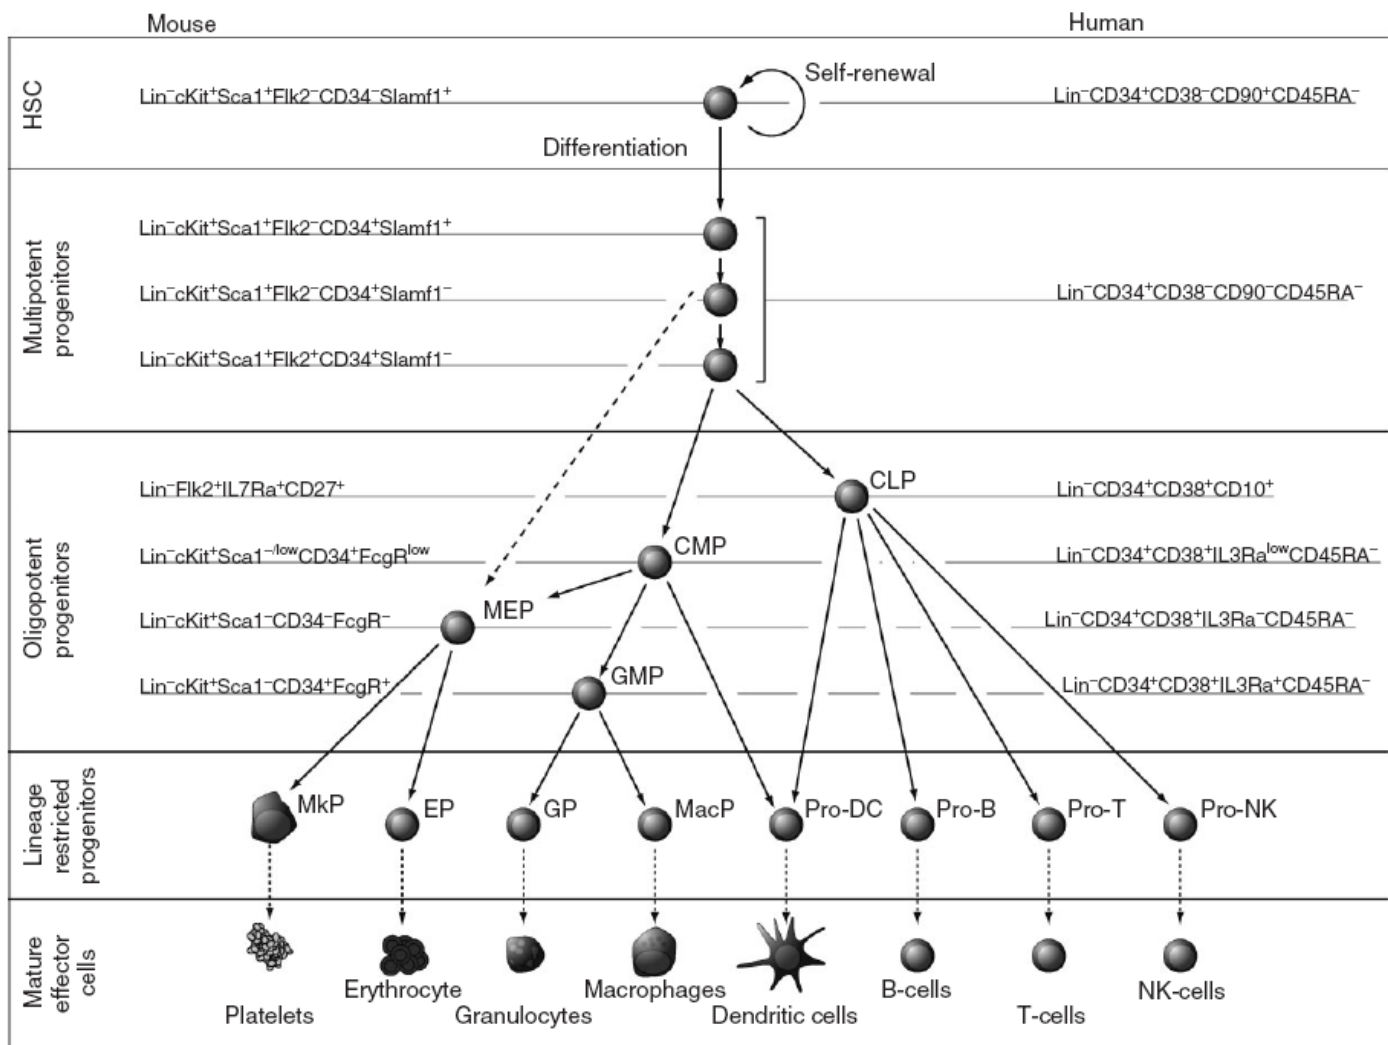 Mouse
Human
HSC
Lin⁻cKit⁺Sca1⁺Flk2⁻CD34⁻Slamf1⁺
Self-renewal
Lin⁻CD34⁺CD38⁻CD90⁺CD45RA⁻
Differentiation
Multipotent
progenitors
Lin⁻cKit⁺Sca1⁺Flk2⁻CD34⁺Slamf1⁺
Lin⁻cKit⁺Sca1⁺Flk2⁻CD34⁺Slamf1⁻
Lin⁻CD34⁺CD38⁻CD90⁻CD45RA⁻
Lin⁻cKit⁺Sca1⁺Flk2⁺CD34⁺Slamf1⁻
Oligopotent
progenitors
Lin⁻Flk2⁺IL7Ra⁺CD27⁺
CLP
Lin⁻CD34⁺CD38⁺CD10⁺
Lin⁻cKit⁺Sca1⁻/ˡᵒʷCD34⁺FcgRˡᵒʷ
CMP
Lin⁻CD34⁺CD38⁺IL3RaˡᵒʷCD45RA⁻
Lin⁻cKit⁺Sca1⁻CD34⁻FcgR⁻
MEP
Lin⁻CD34⁺CD38⁺IL3Ra⁻CD45RA⁻
Lin⁻cKit⁺Sca1⁻CD34⁺FcgR⁺
GMP
Lin⁻CD34⁺CD38⁺IL3Ra⁺CD45RA⁻
Lineage
restricted
progenitors
MkP
EP
GP
MacP
Pro-DC
Pro-B
Pro-T
Pro-NK
Mature
effector
cells
Platelets
Erythrocyte
Granulocytes
Macrophages
Dendritic cells
B-cells
T-cells
NK-cells